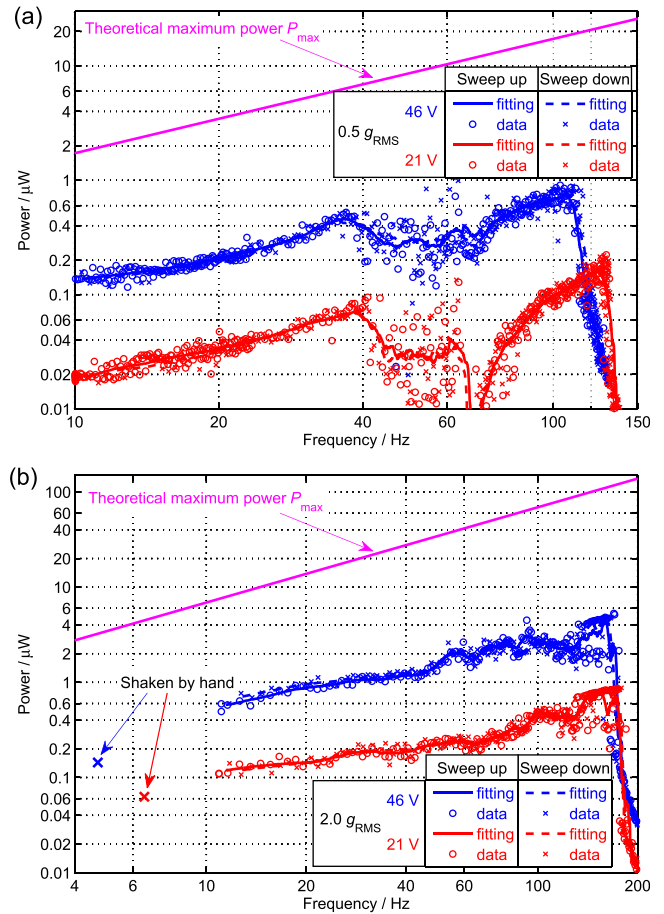 (a)
Theoretical maximum power Pmax
Sweep up Sweep down
46 V fitting fitting
data data
0.5 gRMS
21 V fitting fitting
data data
Power / µW
20
10
6
4
2
1
0.6
0.4
0.2
0.1
0.06
0.04
0.02
0.01
10 20 40 60 100 150
Frequency / Hz
(b)
Theoretical maximum power Pmax
Power / µW
100
60
40
20
10
6
4
2
1
0.6
0.4
0.2
0.1
0.06
0.04
0.02
0.01
Shaken by hand
Sweep up Sweep down
46 V fitting fitting
data data
2.0 gRMS
21 V fitting fitting
data data
4 6 10 20 40 60 100 200
Frequency / Hz